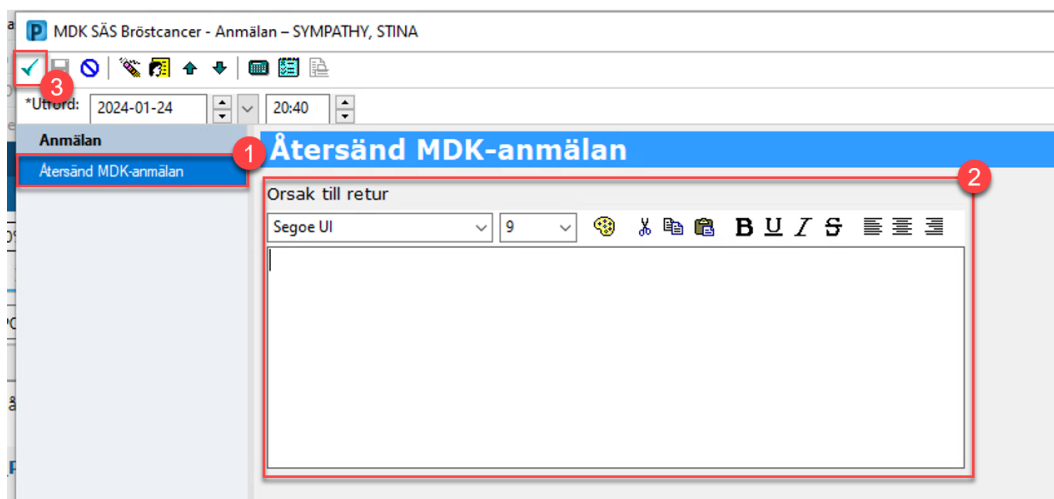 P MDK SÄS Bröstcancer - Anmälan – SYMPATHY, STINA
3
*Utförd: 2024-01-24 20:40
Anmälan
1
Återsänd MDK-anmälan
Återsänd MDK-anmälan
2
Orsak till retur
Segoe UI 9 B U I S